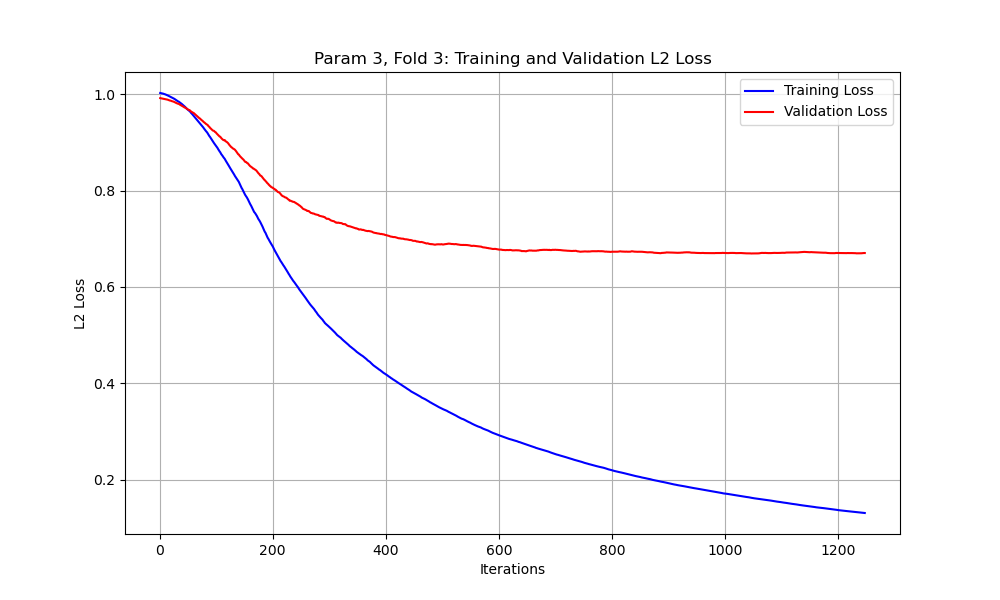 Param 3, Fold 3: Training and Validation L2 Loss
Training Loss
Validation Loss
L2 Loss
1.0
0.8
0.6
0.4
0.2
0 200 400 600 800 1000 1200
Iterations